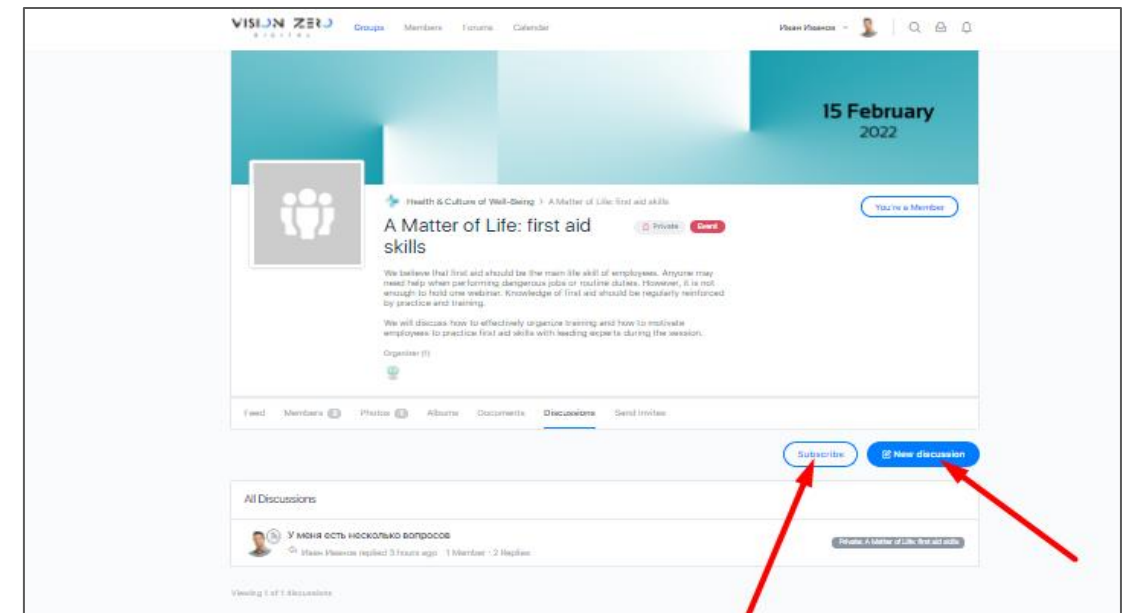 VISION ZERO
Groups Members Forums Calendar
Иван Иванов
15 February
2022
Health & Culture of Well-Being > A Matter of Life: first aid skills
You're a Member
A Matter of Life: first aid
skills
Private Event
We believe that first aid should be the main life skill of employees. Anyone may
need help when performing dangerous jobs or routine duties. However, it is not
enough to hold one webinar. Knowledge of first aid should be regularly reinforced
by practice and training.
We will discuss how to effectively organize training and how to motivate
employees to practice first aid skills with leading experts during the session.
Organizer (1)
Feed Members Photos Albums Documents Discussions Send Invites
Subscribe New discussion
All Discussions
У меня есть несколько вопросов
Иван Иванов replied 3 hours ago 1 Member · 2 Replies
Private: A Matter of Life: first aid skills
Viewing 1 of 1 discussions